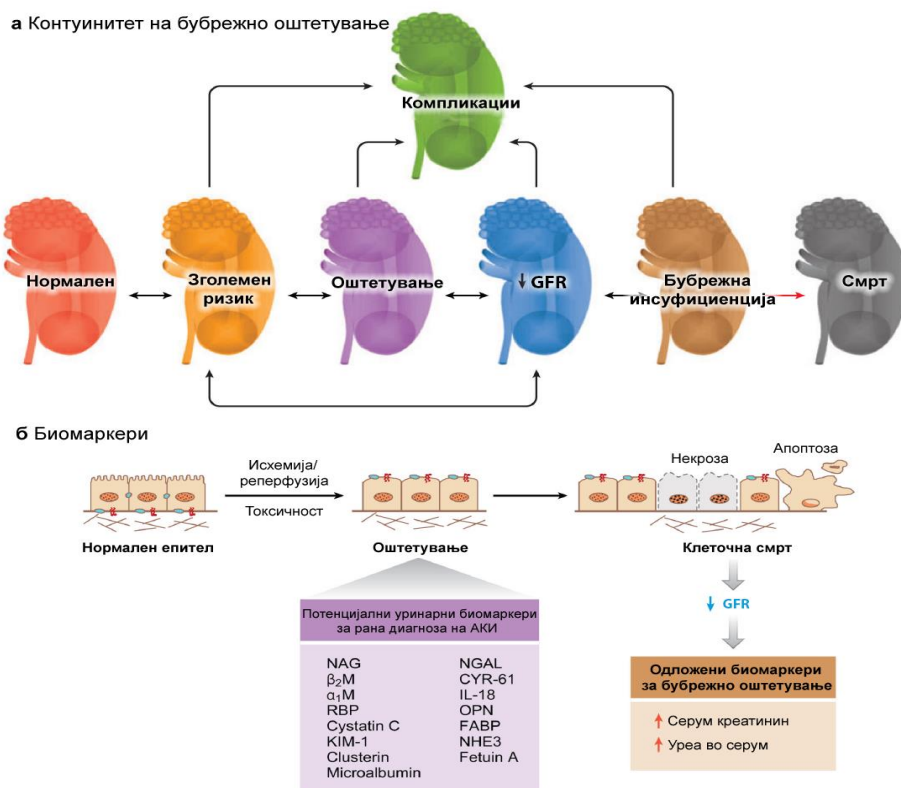 а Контуинитет на бубрежно оштетување
Компликации
Нормален
Зголемен
ризик
Оштетување
↓ GFR
Бубрежна
инсуфициенција
Смрт
б Биомаркери
Исхемија/
реперфузија
Токсичност
Некроза
Апоптоза
Нормален епител
Оштетување
Клеточна смрт
Потенцијални уринарни биомаркери
за рана диагноза на АКИ
NAG
β₂M
α₁M
RBP
Cystatin C
KIM-1
Clusterin
Microalbumin
NGAL
CYR-61
IL-18
OPN
FABP
NHE3
Fetuin A
↓ GFR
Одложени биомаркери
за бубрежно оштетување
↑ Серум креатинин
↑ Уреа во серум